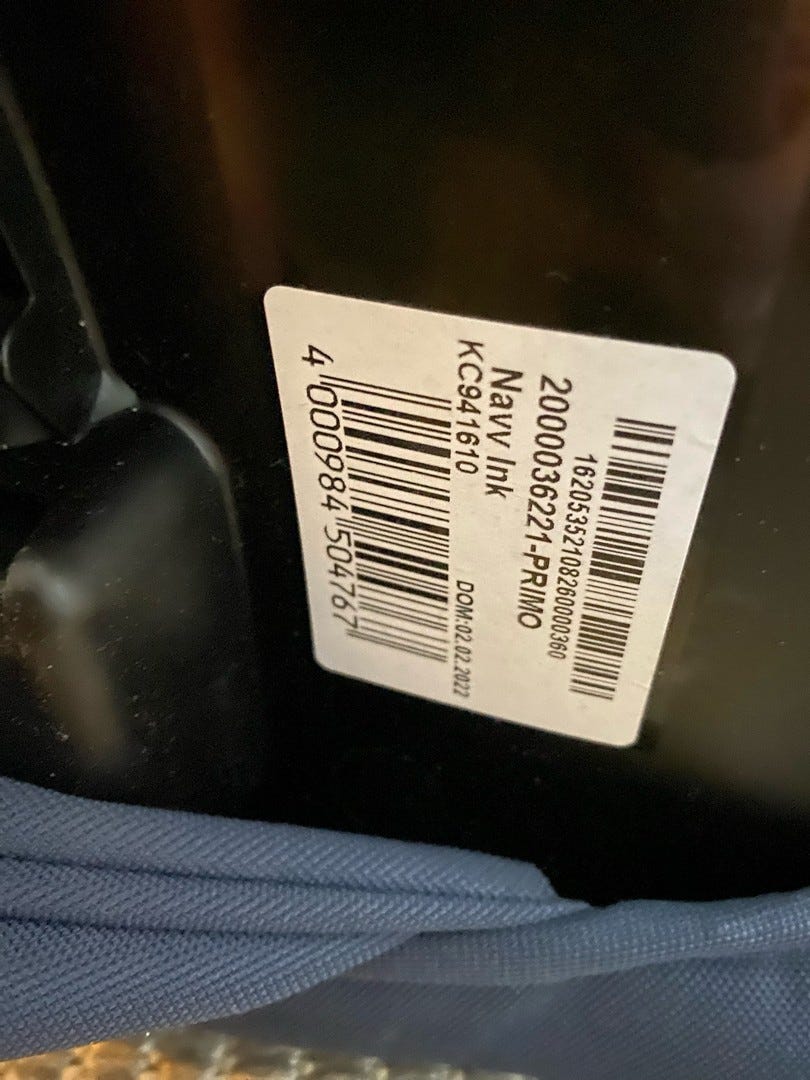 16205352108260000360
2000036221-PRIMO
Navy Ink
KC941610
DOM:02.02.2022
4 000984 504767